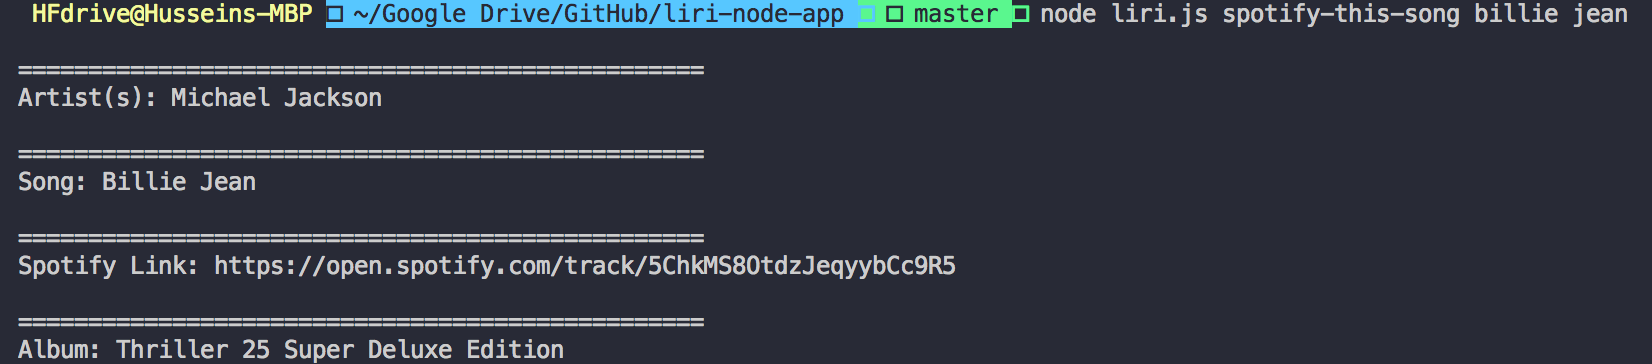 HFdrive@Husseins-MBP ~/Google Drive/GitHub/liri-node-app master node liri.js spotify-this-song billie jean
=================================================
Artist(s): Michael Jackson
=================================================
Song: Billie Jean
=================================================
Spotify Link: https://open.spotify.com/track/5ChkMS8OtdzJeqyybCc9R5
=================================================
Album: Thriller 25 Super Deluxe Edition